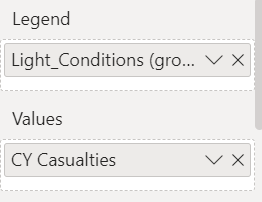 Legend
Light_Conditions (gro...
Values
CY Casualties